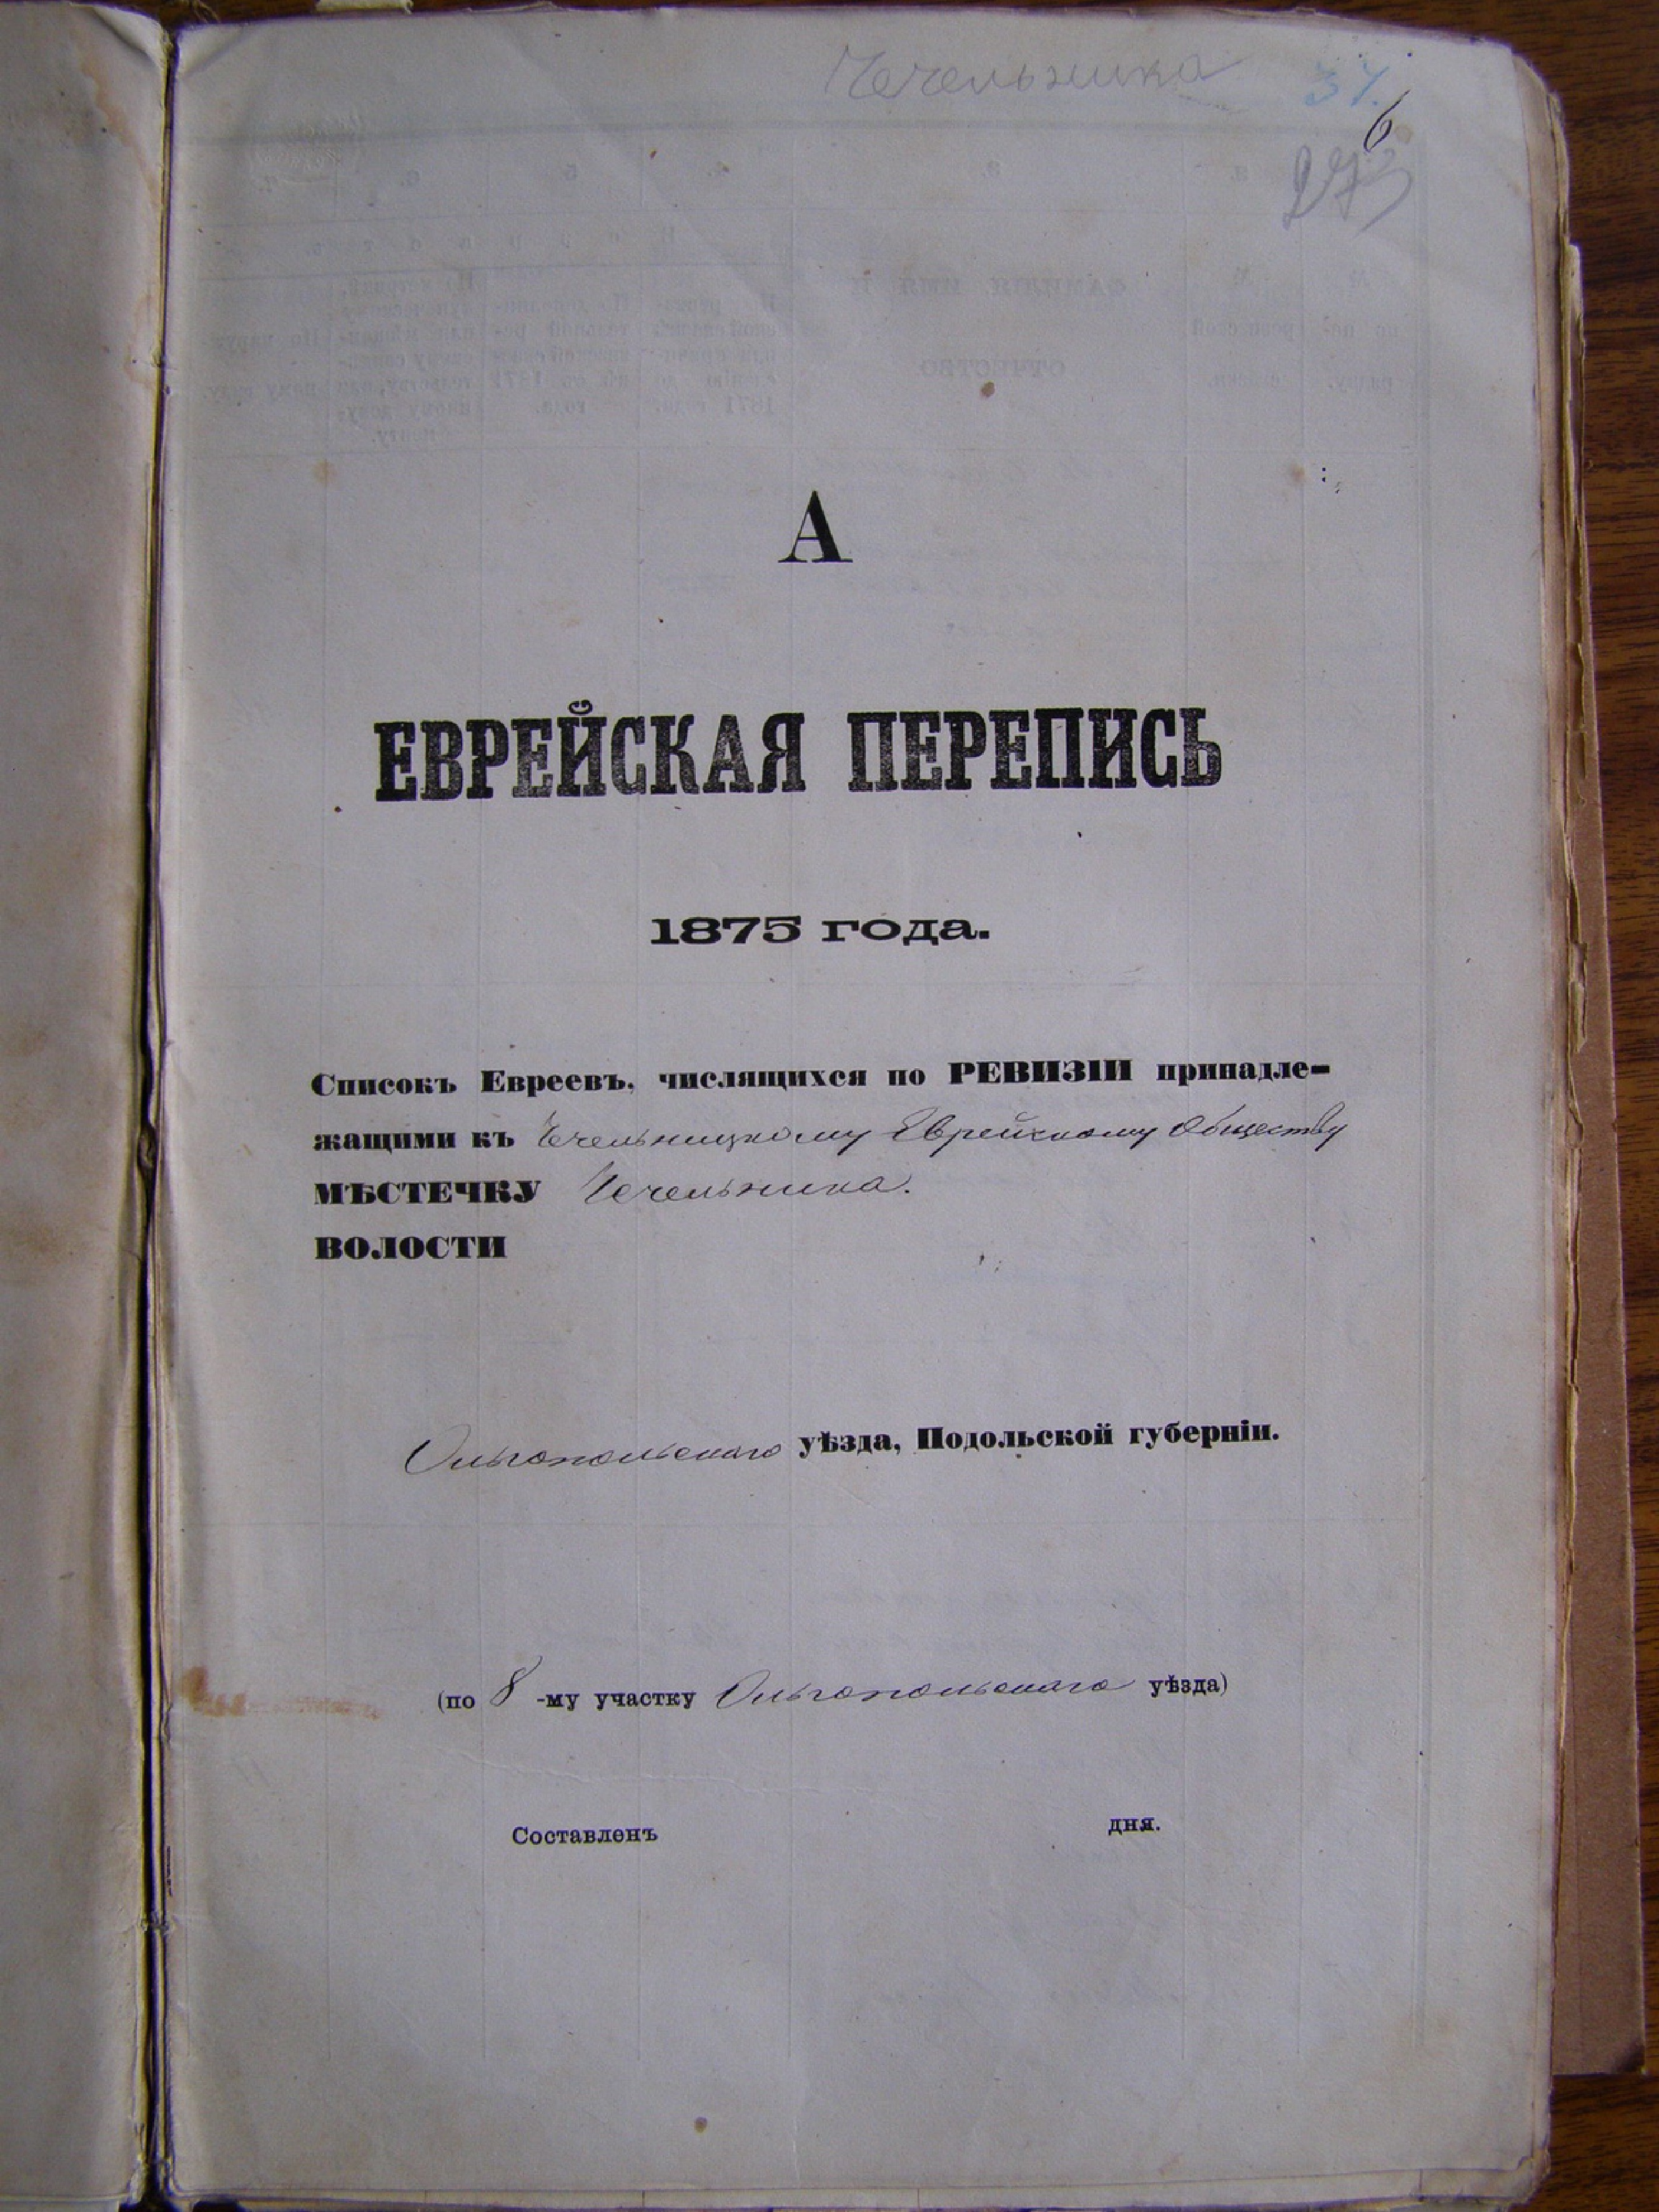 Чечельника
37.
6
273
А
ЕВРЕЙСКАЯ ПЕРЕПИСЬ
1875 года.
Списокъ Евреевъ, числящихся по РЕВИЗІИ принадле-
жащими къ Чечельницкому Еврейскому Обществу
МѢСТЕЧКУ Чечельника.
ВОЛОСТИ
Ольгопольскаго уѣзда, Подольской губерніи.
(по 8 -му участку Ольгопольскаго уѣзда)
Составленъ дня.